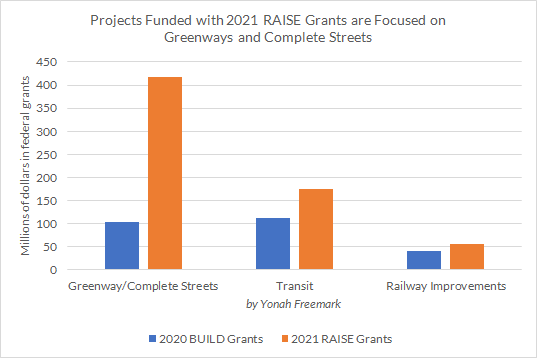 Projects Funded with 2021 RAISE Grants are Focused on
Greenways and Complete Streets
Millions of dollars in federal grants
450
400
350
300
250
200
150
100
50
0
Greenway/Complete Streets Transit Railway Improvements
by Yonah Freemark
2020 BUILD Grants 2021 RAISE Grants